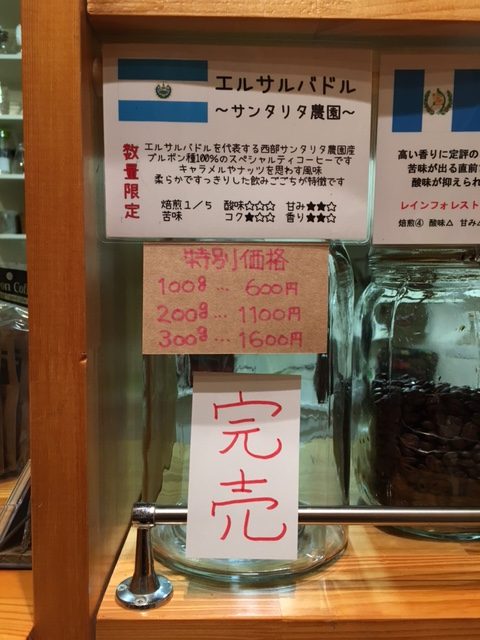 エルサルバドル
〜サンタリタ農園〜
数量限定
エルサルバドルを代表する西部サンタリタ農園産
ブルボン種100%のスペシャルティコーヒーです
キャラメルやナッツを思わす風味
柔らかですっきりした飲みごごちが特徴です
焙煎1/5 酸味☆☆☆ 甘み★★☆
苦味 コク★☆☆ 香り★★☆
特別価格
100g… 600円
200g… 1100円
300g… 1600円
完売
高い香りに定評の
苦味が出る直前
酸味が抑えられ
レインフォレスト
焙煎④ 酸味△ 甘み